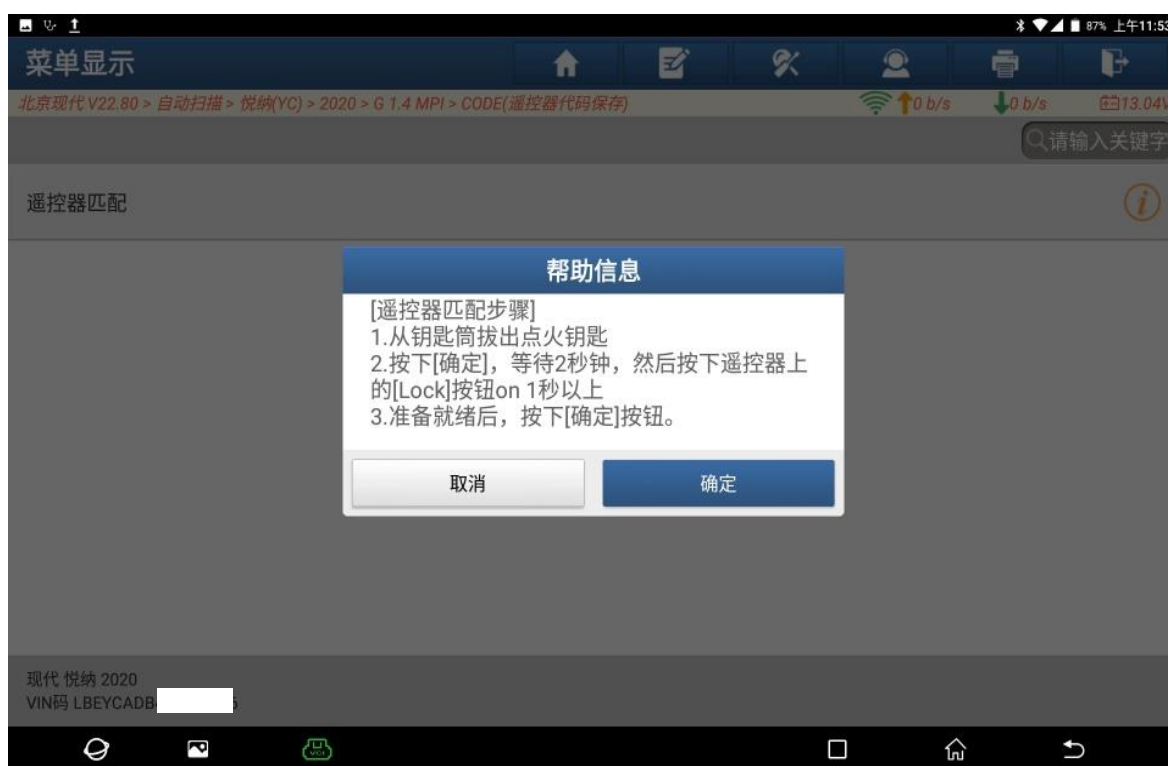 87% 上午11:53
菜单显示
北京现代 V22.80 > 自动扫描 > 悦纳(YC) > 2020 > G 1.4 MPI > CODE(遥控器代码保存)
0 b/s
0 b/s
13.04V
请输入关键字
遥控器匹配
i
帮助信息
[遥控器匹配步骤]
1.从钥匙筒拔出点火钥匙
2.按下[确定]，等待2秒钟，然后按下遥控器上
的[Lock]按钮on 1秒以上
3.准备就绪后，按下[确定]按钮。
取消
确定
现代 悦纳 2020
VIN码 LBEYCADB
VCI